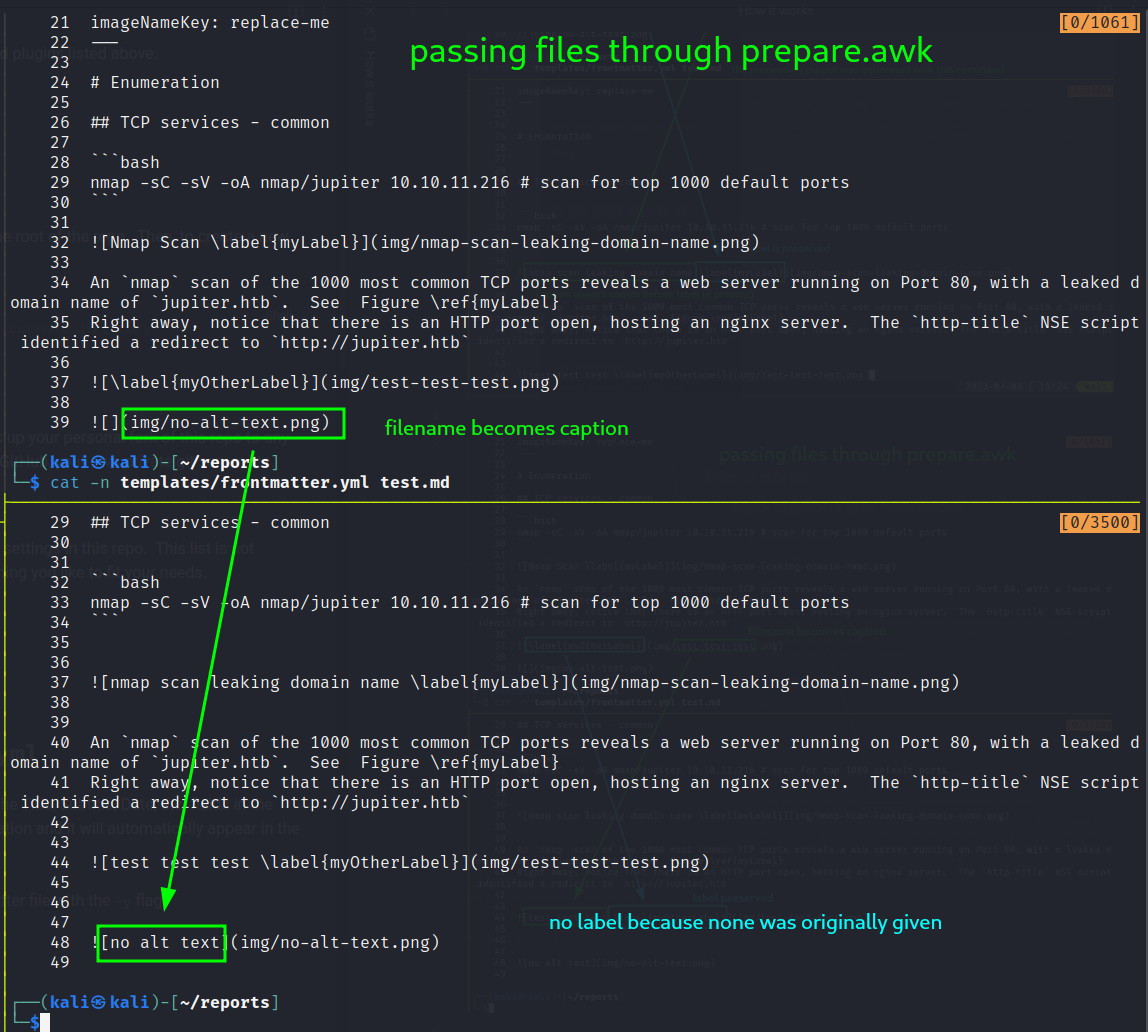 21 imageNameKey: replace-me
[0/1061]
22 ---
passing files through prepare.awk
23
24 # Enumeration
25
26 ## TCP services - common
27
28 ```bash
29 nmap -sC -sV -oA nmap/jupiter 10.10.11.216 # scan for top 1000 default ports
30 ```
31
32 ![Nmap Scan \label{myLabel}](img/nmap-scan-leaking-domain-name.png)
33
34 An `nmap` scan of the 1000 most common TCP ports reveals a web server running on Port 80, with a leaked d
omain name of `jupiter.htb`.  See  Figure \ref{myLabel}
35 Right away, notice that there is an HTTP port open, hosting an nginx server.  The `http-title` NSE script
identified a redirect to `http://jupiter.htb`
36
37 ![\label{myOtherLabel}](img/test-test-test.png)
38
39 ![](img/no-alt-text.png)
filename becomes caption
┌──(kali㉿kali)-[~/reports]
└─$ cat -n templates/frontmatter.yml test.md
29 ## TCP services - common
[0/3500]
30
31
32 ```bash
33 nmap -sC -sV -oA nmap/jupiter 10.10.11.216 # scan for top 1000 default ports
34 ```
35
36
37 ![nmap scan leaking domain name \label{myLabel}](img/nmap-scan-leaking-domain-name.png)
38
39
40 An `nmap` scan of the 1000 most common TCP ports reveals a web server running on Port 80, with a leaked d
omain name of `jupiter.htb`.  See  Figure \ref{myLabel}
41 Right away, notice that there is an HTTP port open, hosting an nginx server.  The `http-title` NSE script
identified a redirect to `http://jupiter.htb`
42
43
44 ![test test test \label{myOtherLabel}](img/test-test-test.png)
45
46
47
no label because none was originally given
48 ![no alt text](img/no-alt-text.png)
49
┌──(kali㉿kali)-[~/reports]
└─$